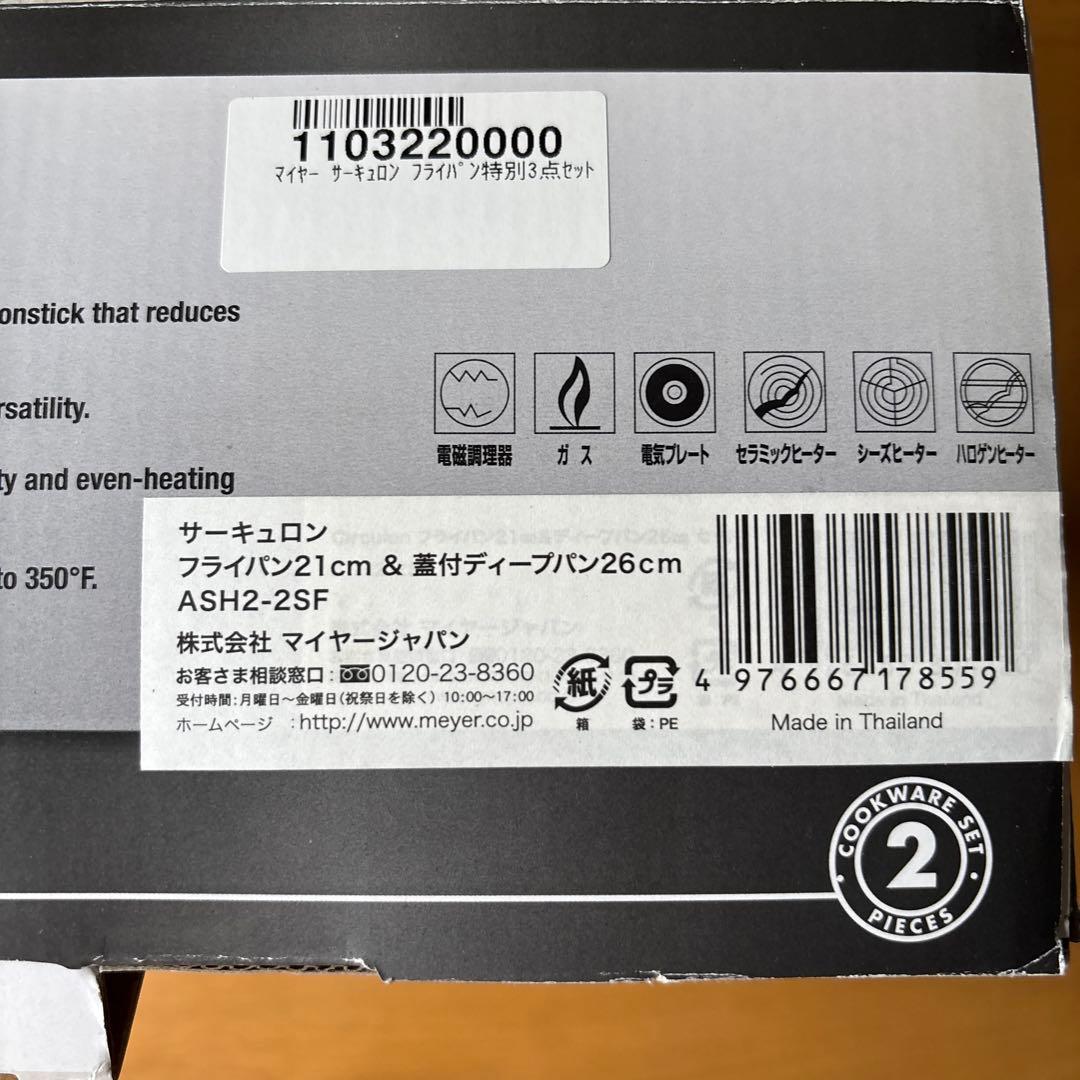 1103220000
マイヤー サーキュロン フライパン特別3点セット
onstick that reduces
rsatility.
ty and even-heating
to 350°F.
電磁調理器
ガス
電気プレート
セラミックヒーター
シーズヒーター
ハロゲンヒーター
サーキュロン
フライパン21cm & 蓋付ディープパン26cm
ASH2-2SF
株式会社 マイヤージャパン
お客さま相談窓口:0120-23-8360
受付時間:月曜日〜金曜日(祝祭日を除く) 10:00〜17:00
ホームページ :http://www.meyer.co.jp
紙
箱
プラ
袋:PE
4 976667 178559
Made in Thailand
COOKWARE SET
2
PIECES